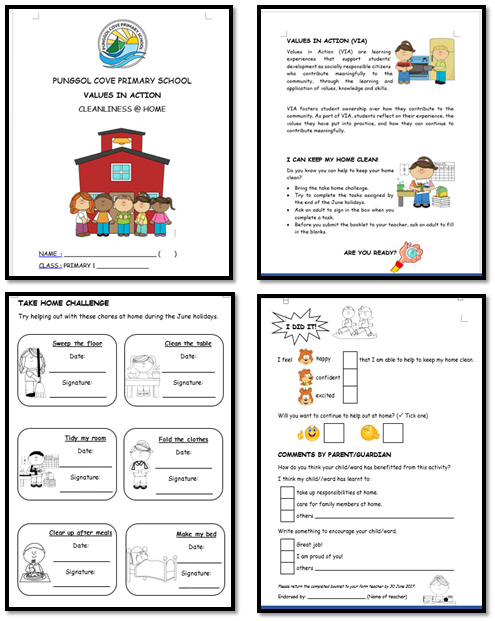 PUNGGOL COVE PRIMARY SCHOOL
PUNGGOL COVE PRIMARY SCHOOL
VALUES IN ACTION
CLEANLINESS @ HOME
NAME : ______________________ ( )
CLASS : PRIMARY 1 ____________
VALUES IN ACTION (VIA)
Values in Action (VIA) are learning
experiences that support students'
development as socially responsible citizens
who contribute meaningfully to the
community, through the learning and
application of values, knowledge and skills.
VIA fosters student ownership over how they contribute to the
community. As part of VIA, students reflect on their experience, the
values they have put into practice, and how they can continue to
contribute meaningfully.
I CAN KEEP MY HOME CLEAN!
Do you know you can help to keep your home
clean?
• Bring the take home challenge.
• Try to complete the tasks assigned by
the end of the June holidays.
• Ask an adult to sign in the box when you
complete a task.
• Before you submit the booklet to your teacher, ask an adult to fill
in the blanks.
ARE YOU READY?
TAKE HOME CHALLENGE
Try helping out with these chores at home during the June holidays.
Sweep the floor
Date:
Signature:
Clean the table
Date:
Signature:
Tidy my room
Date:
Signature:
Fold the clothes
Date:
Signature:
Clear up after meals
Date:
Signature:
Make my bed
Date:
Signature:
I DID IT!
I feel happy that I am able to help to keep my home clean.
confident
excited
Will you want to continue to help out at home? (✓ Tick one)
COMMENTS BY PARENT/GUARDIAN
How do you think your child/ward has benefitted from this activity?
I think my child/ward has learnt to:
take up responsibilities at home.
care for family members at home.
others ______________________
Write something to encourage your child/ward.
Great job!
I am proud of you!
others ______________________
Please return the completed booklet to your form teacher by 30 June 2017.
Endorsed by: ______________ (Name of teacher)